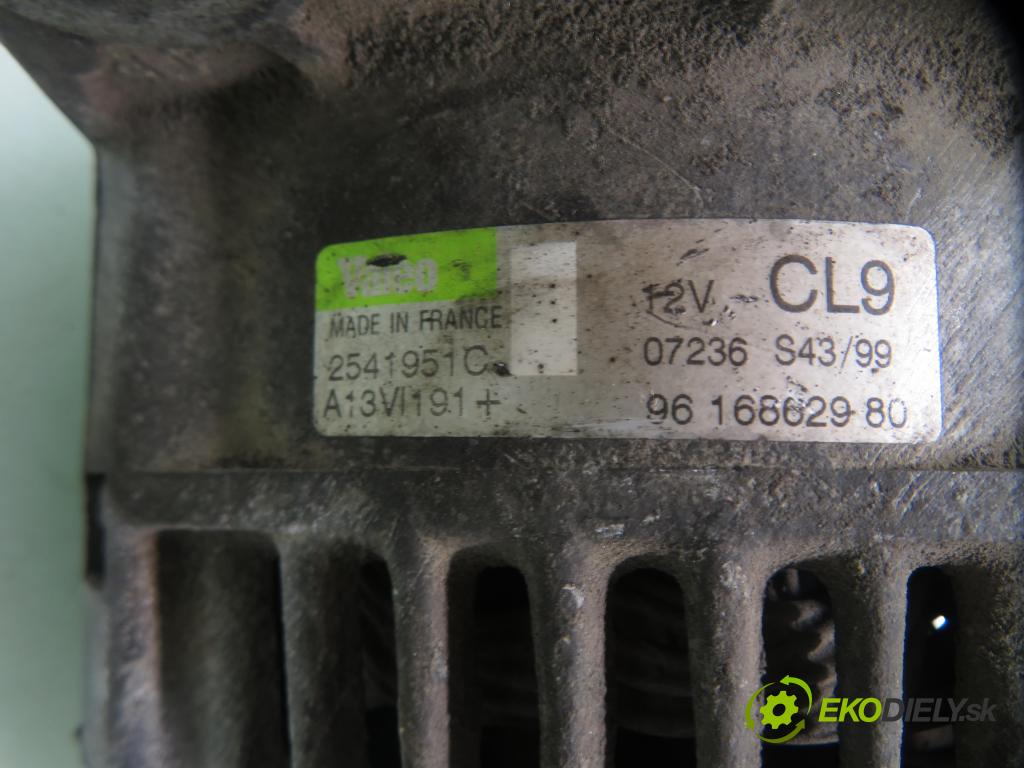 Valeo
MADE IN FRANCE
2541951C
A13VI191+
12V CL9
07236 S43/99
96 168629 80
EKODIELY.sk